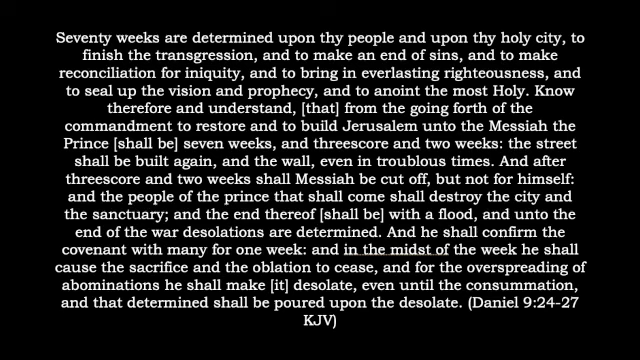 Seventy weeks are determined upon thy people and upon thy holy city, to
finish the transgression, and to make an end of sins, and to make
reconciliation for iniquity, and to bring in everlasting righteousness, and
to seal up the vision and prophecy, and to anoint the most Holy. Know
therefore and understand, [that] from the going forth of the
commandment to restore and to build Jerusalem unto the Messiah the
Prince [shall be] seven weeks, and threescore and two weeks: the street
shall be built again, and the wall, even in troublous times. And after
threescore and two weeks shall Messiah be cut off, but not for himself:
and the people of the prince that shall come shall destroy the city and
the sanctuary; and the end thereof [shall be] with a flood, and unto the
end of the war desolations are determined. And he shall confirm the
covenant with many for one week: and in the midst of the week he shall
cause the sacrifice and the oblation to cease, and for the overspreading of
abominations he shall make [it] desolate, even until the consummation,
and that determined shall be poured upon the desolate. (Daniel 9:24-27
KJV)